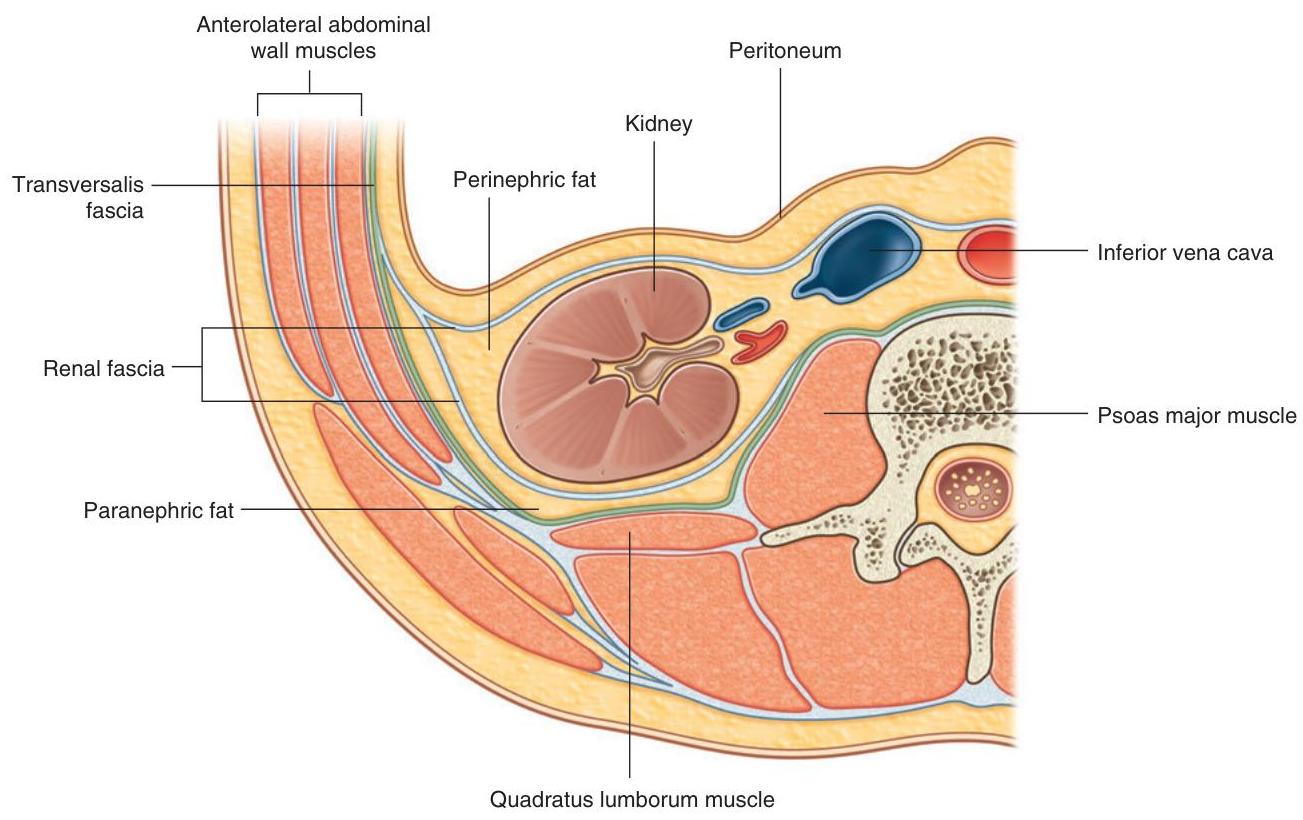 Anterolateral abdominal
wall muscles
Peritoneum
Kidney
Perinephric fat
Transversalis
fascia
Inferior vena cava
Renal fascia
Psoas major muscle
Paranephric fat
Quadratus lumborum muscle